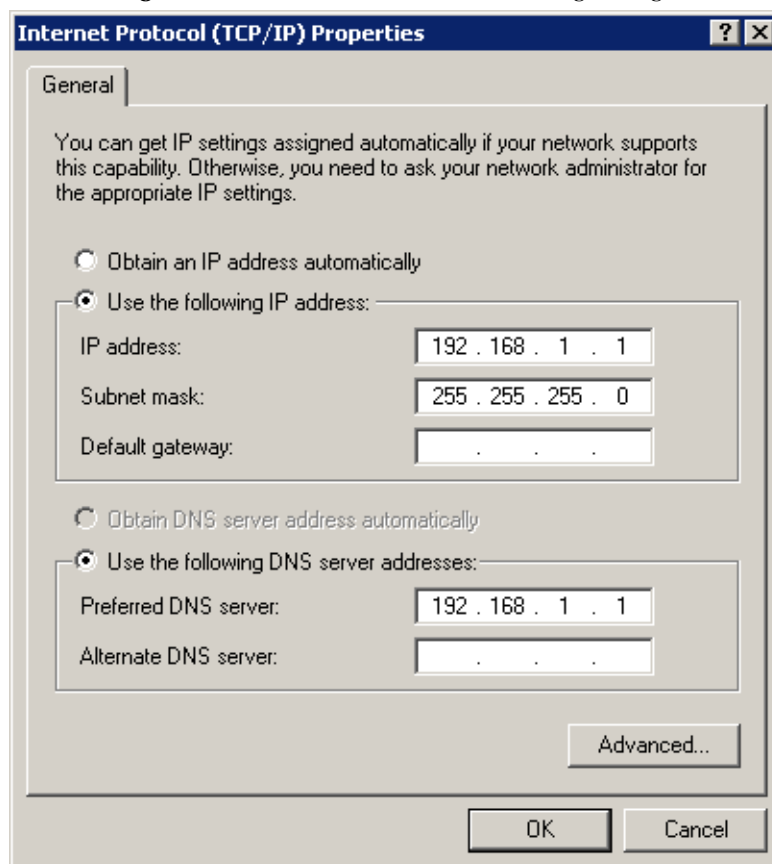 Internet Protocol (TCP/IP) Properties
General
You can get IP settings assigned automatically if your network supports
this capability. Otherwise, you need to ask your network administrator for
the appropriate IP settings.
Obtain an IP address automatically
Use the following IP address:
IP address: 192 . 168 . 1 . 1
Subnet mask: 255 . 255 . 255 . 0
Default gateway: . . .
Obtain DNS server address automatically
Use the following DNS server addresses:
Preferred DNS server: 192 . 168 . 1 . 1
Alternate DNS server: . . .
Advanced...
OK Cancel